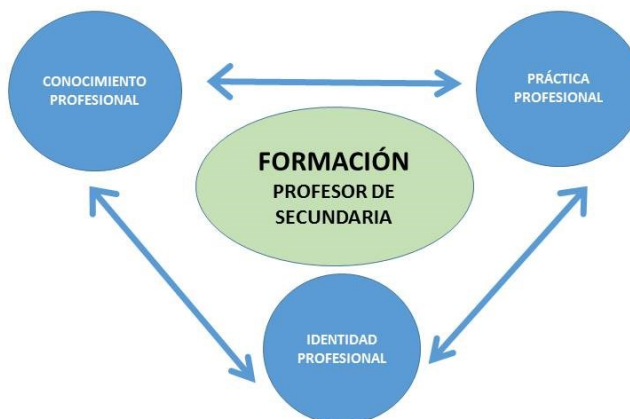 CONOCIMIENTO
PROFESIONAL
PRÁCTICA
PROFESIONAL
FORMACIÓN
PROFESOR DE
SECUNDARIA
IDENTIDAD
PROFESIONAL